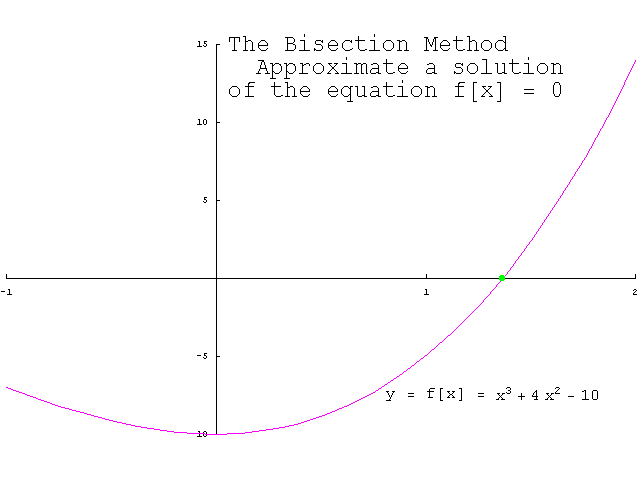 The Bisection Method
Approximate a solution
of the equation f[x] = 0
15
10
5
-1
1
2
-5
y = f[x] = x³ + 4 x² - 10
10